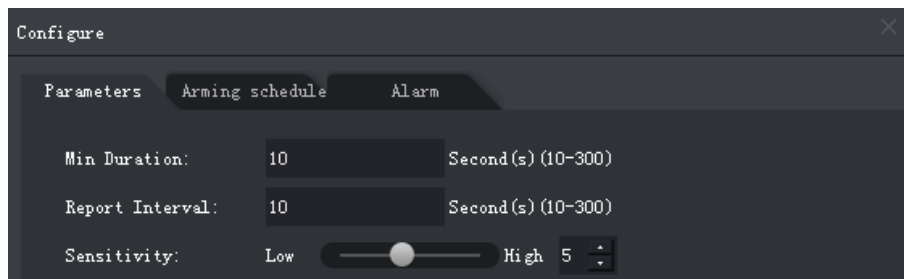 Configure
Parameters Arming schedule Alarm
Min Duration: 10 Second(s)(10-300)
Report Interval: 10 Second(s)(10-300)
Sensitivity: Low High 5